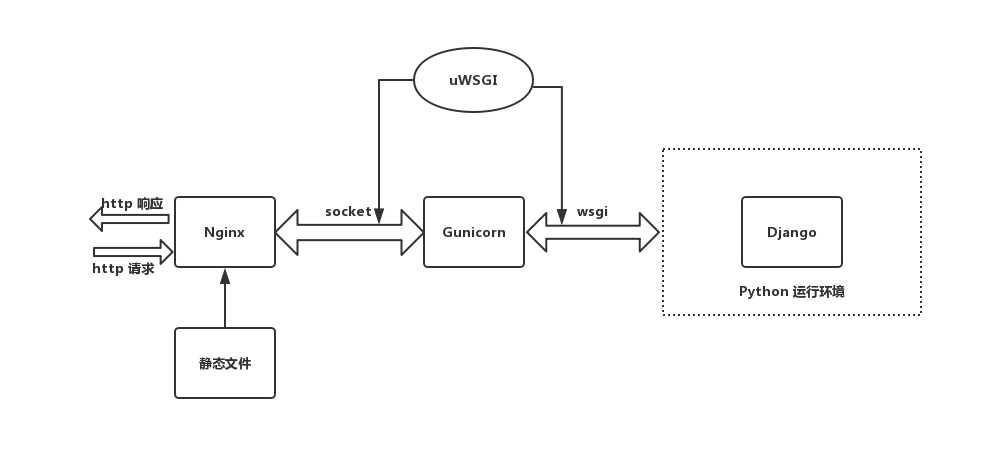 uWSGI
http 响应
socket
wsgi
Nginx
Gunicorn
Django
http 请求
Python 运行环境
静态文件